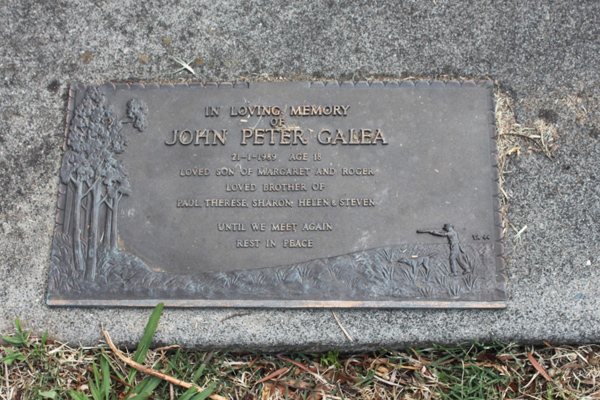 IN LOVING MEMORY
OF
JOHN PETER GALEA
21-1-1989 AGE 18
LOVED SON OF MARGARET AND ROGER
LOVED BROTHER OF
PAUL, THERESE, SHARON, HELEN & STEVEN
UNTIL WE MEET AGAIN
REST IN PEACE